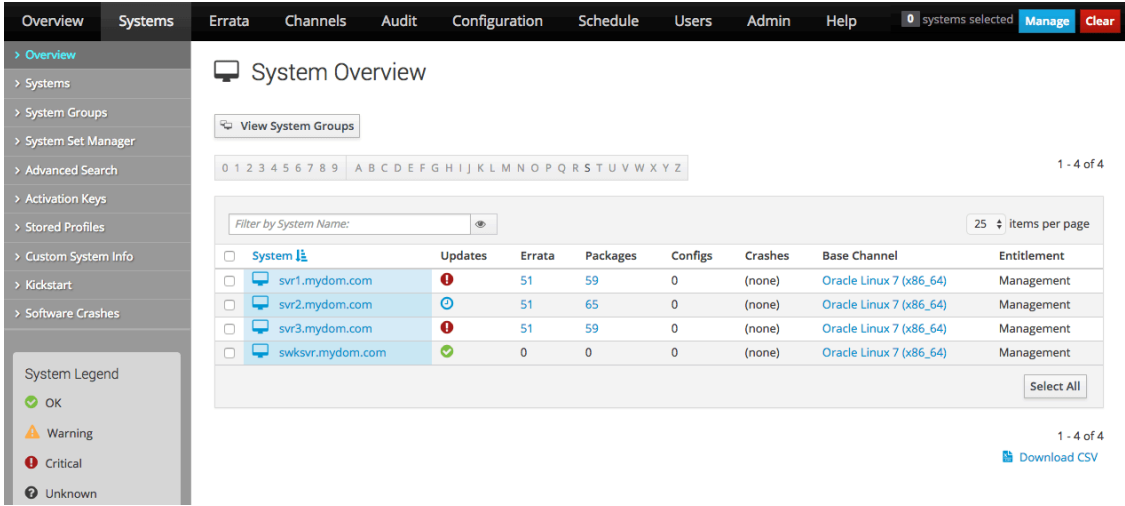 Overview Systems Errata Channels Audit Configuration Schedule Users Admin Help 0 systems selected Manage Clear
> Overview
> Systems
> System Groups
> System Set Manager
> Advanced Search
> Activation Keys
> Stored Profiles
> Custom System Info
> Kickstart
> Software Crashes
System Legend
OK
Warning
Critical
Unknown
System Overview
View System Groups
0 1 2 3 4 5 6 7 8 9 A B C D E F G H I J K L M N O P Q R S T U V W X Y Z
1 - 4 of 4
Filter by System Name: 25 items per page
System Updates Errata Packages Configs Crashes Base Channel Entitlement
svr1.mydom.com 51 59 0 (none) Oracle Linux 7 (x86_64) Management
svr2.mydom.com 51 65 0 (none) Oracle Linux 7 (x86_64) Management
svr3.mydom.com 51 59 0 (none) Oracle Linux 7 (x86_64) Management
swksvr.mydom.com 0 0 0 (none) Oracle Linux 7 (x86_64) Management
Select All
1 - 4 of 4
Download CSV